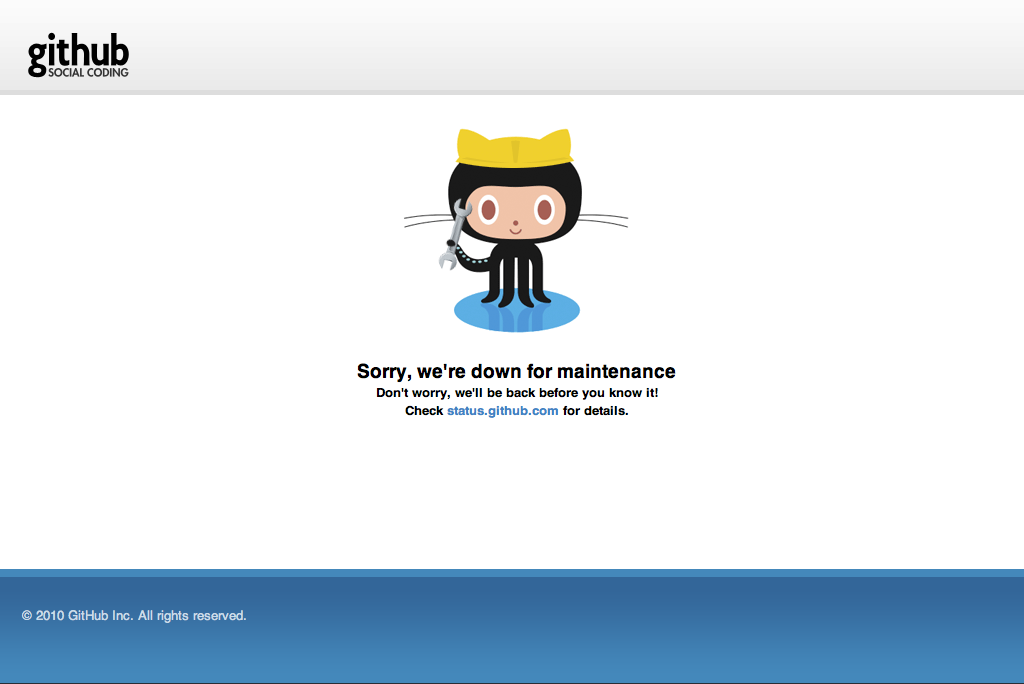 github
SOCIAL CODING
Sorry, we're down for maintenance
Don't worry, we'll be back before you know it!
Check status.github.com for details.
© 2010 GitHub Inc. All rights reserved.